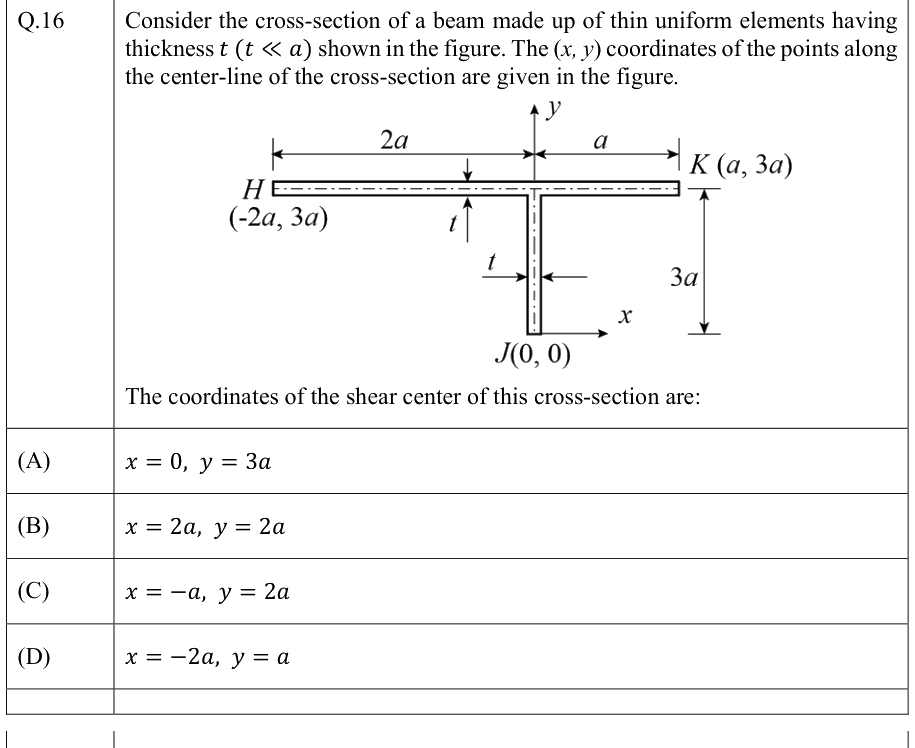 Q.16
Consider the cross-section of a beam made up of thin uniform elements having
thickness t (t ≪ a) shown in the figure. The (x, y) coordinates of the points along
the center-line of the cross-section are given in the figure.
y
2a
a
K (a, 3a)
H
(-2a, 3a)
t
t
3a
x
J(0, 0)
The coordinates of the shear center of this cross-section are:
(A) x = 0, y = 3a
(B) x = 2a, y = 2a
(C) x = −a, y = 2a
(D) x = −2a, y = a